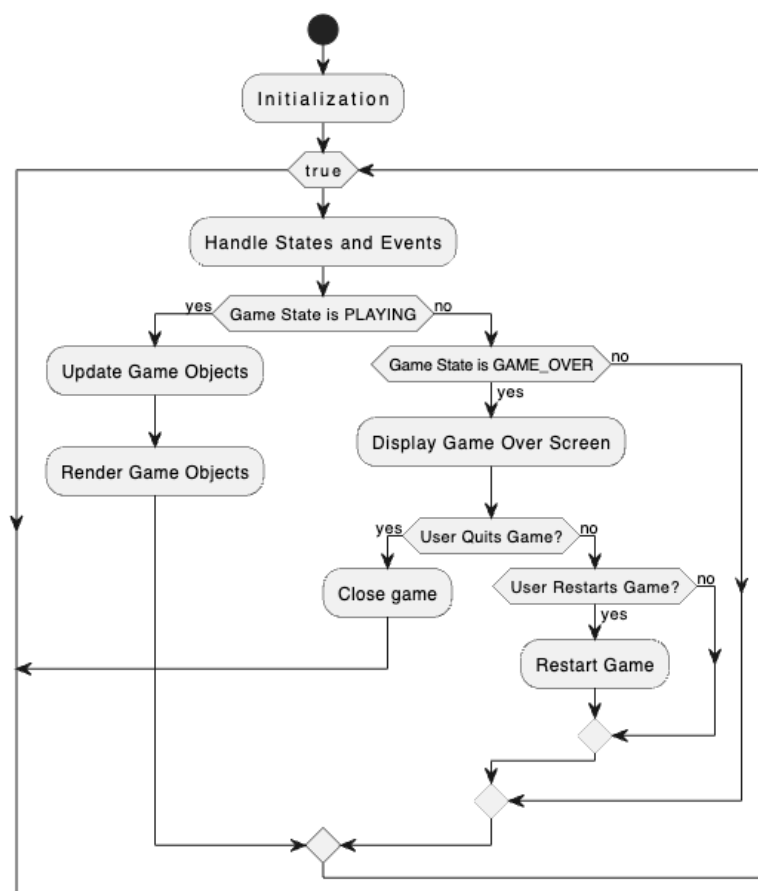 Initialization
true
Handle States and Events
yes
Game State is PLAYING
no
Update Game Objects
Game State is GAME_OVER
no
yes
Display Game Over Screen
Render Game Objects
yes
User Quits Game?
no
Close game
User Restarts Game?
no
yes
Restart Game